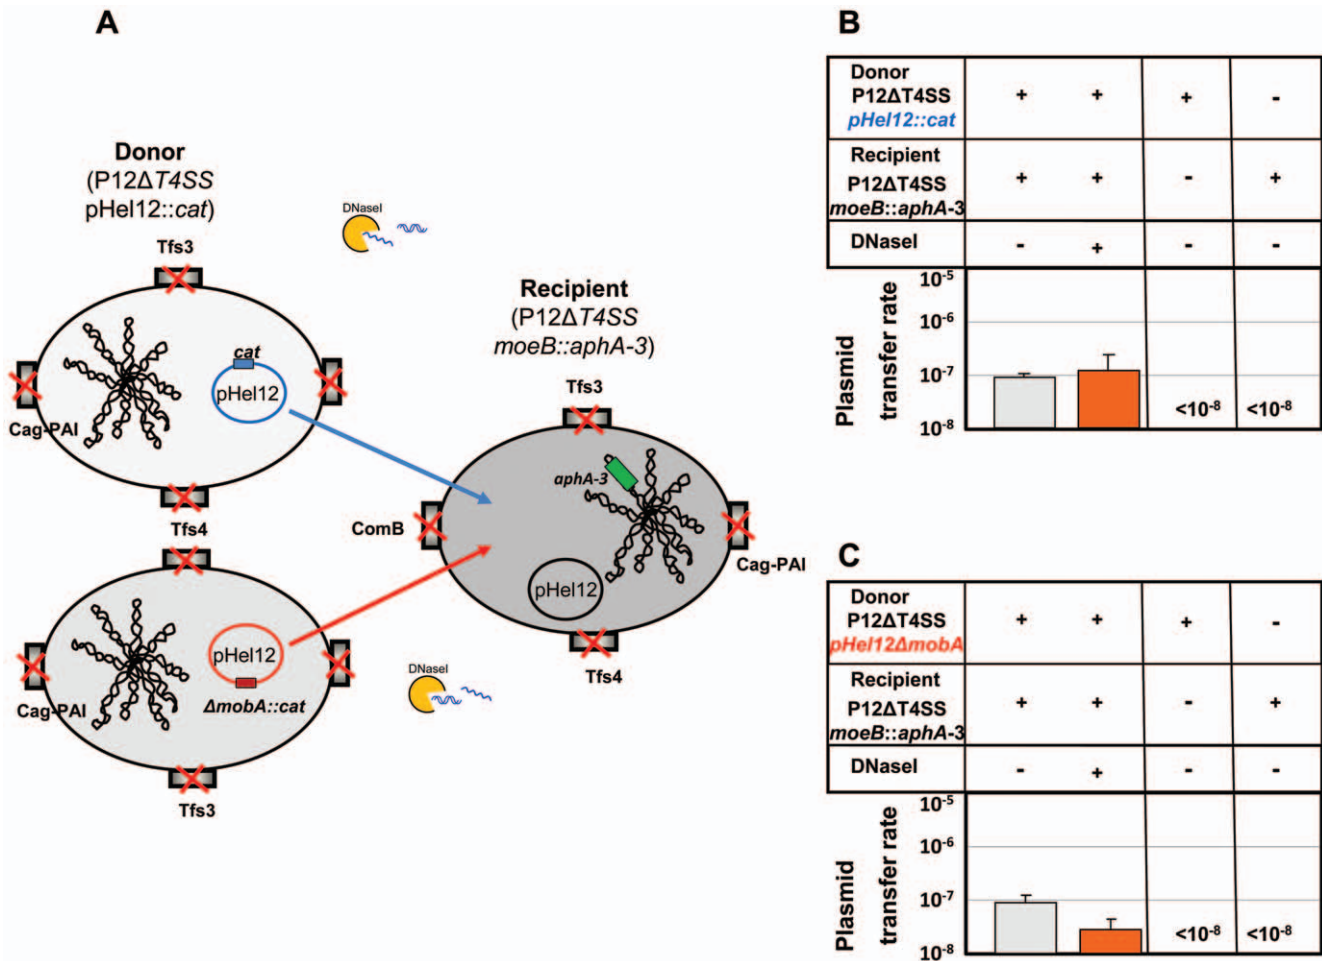 A
Donor
(P12ΔT4SS
pHel12::cat)
DNaseI
Tfs3
cat
pHel12
Cag-PAI
Tfs4
Recipient
(P12ΔT4SS
moeB::aphA-3)
Tfs3
aphA-3
ComB
pHel12
Cag-PAI
Tfs4
pHel12
ΔmobA::cat
Cag-PAI
Tfs3
DNaseI
B
Donor
P12ΔT4SS
pHel12::cat
+ + + -
Recipient
P12ΔT4SS
moeB::aphA-3
+ + - +
DNaseI
- + - -
Plasmid
transfer rate
10⁻⁵
10⁻⁶
10⁻⁷
10⁻⁸
<10⁻⁸ <10⁻⁸
C
Donor
P12ΔT4SS
pHel12ΔmobA
+ + + -
Recipient
P12ΔT4SS
moeB::aphA-3
+ + - +
DNaseI
- + - -
Plasmid
transfer rate
10⁻⁵
10⁻⁶
10⁻⁷
10⁻⁸
<10⁻⁸ <10⁻⁸